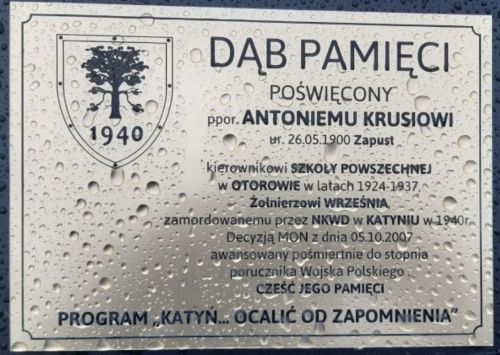 1940
DĄB PAMIĘCI
POŚWIĘCONY
ppor. ANTONIEMU KRUSIOWI
ur. 26.05.1900 Zapust
kierownikowi SZKOŁY POWSZECHNEJ
w OTOROWIE w latach 1924-1937,
Żołnierzowi WRZEŚNIA,
zamordowanemu przez NKWD w KATYNIU w 1940r.
Decyzją MON z dnia 05.10.2007
awansowany pośmiertnie do stopnia
porucznika Wojska Polskiego .
CZEŚĆ JEGO PAMIĘCI
PROGRAM „KATYŃ... OCALIĆ OD ZAPOMNIENIA”